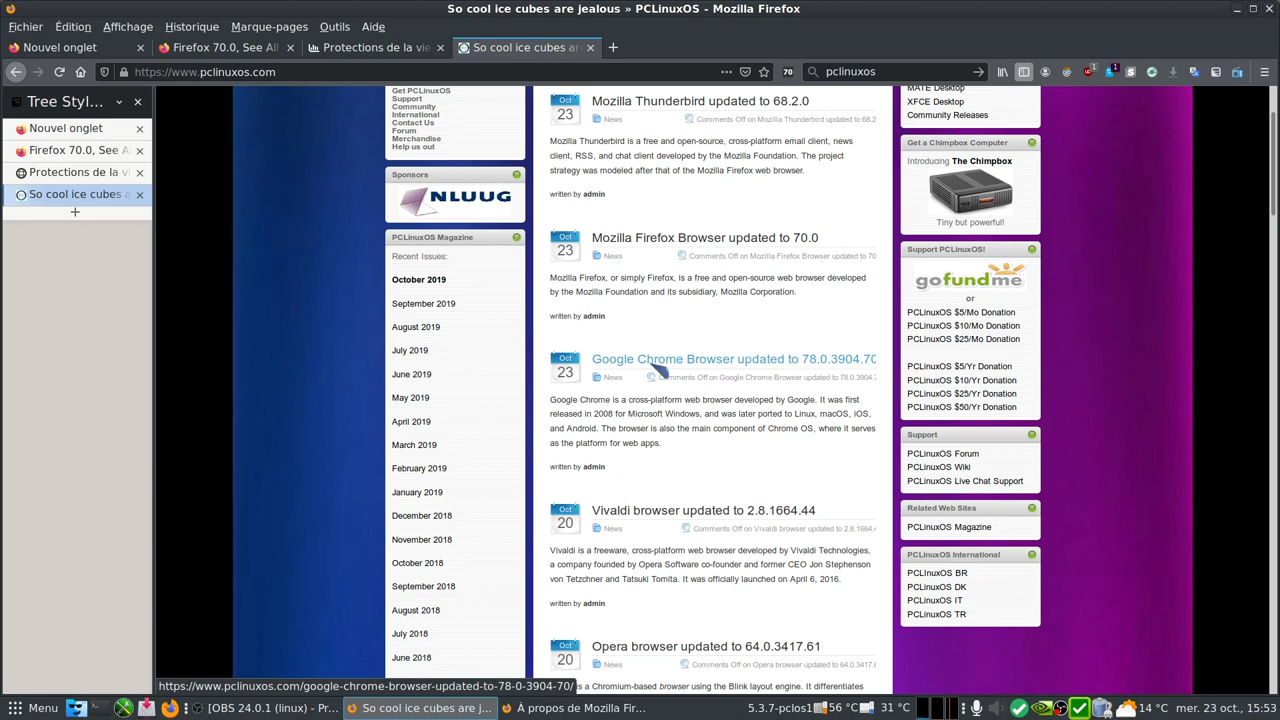 So cool ice cubes are jealous » PCLinuxOS - Mozilla Firefox
Fichier Édition Affichage Historique Marque-pages Outils Aide
Nouvel onglet
Firefox 70.0, See All
Protections de la vie
So cool ice cubes are
https://www.pclinuxos.com
70
pclinuxos
1
1
Tree Styl...
Nouvel onglet
Firefox 70.0, See A
Protections de la v
So cool ice cubes a
Get PCLinuxOS
Support
Community
International
Contact Us
Forum
Merchandise
Help us out
Sponsors
NLUUG
PCLinuxOS Magazine
Recent Issues:
October 2019
September 2019
August 2019
July 2019
June 2019
May 2019
April 2019
March 2019
February 2019
January 2019
December 2018
November 2018
October 2018
September 2018
August 2018
July 2018
June 2018
Oct
23
Mozilla Thunderbird updated to 68.2.0
News
Comments Off on Mozilla Thunderbird updated to 68.2
Mozilla Thunderbird is a free and open-source, cross-platform email client, news
client, RSS, and chat client developed by the Mozilla Foundation. The project
strategy was modeled after that of the Mozilla Firefox web browser.
written by admin
Oct
23
Mozilla Firefox Browser updated to 70.0
News
Comments Off on Mozilla Firefox Browser updated to 70
Mozilla Firefox, or simply Firefox, is a free and open-source web browser developed
by the Mozilla Foundation and its subsidiary, Mozilla Corporation.
written by admin
Oct
23
Google Chrome Browser updated to 78.0.3904.70
News
Comments Off on Google Chrome Browser updated to 78.0.3904.7
Google Chrome is a cross-platform web browser developed by Google. It was first
released in 2008 for Microsoft Windows, and was later ported to Linux, macOS, iOS,
and Android. The browser is also the main component of Chrome OS, where it serves
as the platform for web apps.
written by admin
Oct
20
Vivaldi browser updated to 2.8.1664.44
News
Comments Off on Vivaldi browser updated to 2.8.1664.4
Vivaldi is a freeware, cross-platform web browser developed by Vivaldi Technologies,
a company founded by Opera Software co-founder and former CEO Jon Stephenson
von Tetzchner and Tatsuki Tomita. It was officially launched on April 6, 2016.
written by admin
Oct
20
Opera browser updated to 64.0.3417.61
News
Comments Off on Opera browser updated to 64.0.3417.6
is a Chromium-based browser using the Blink layout engine. It differentiates
MATE Desktop
XFCE Desktop
Community Releases
Get a Chimpbox Computer
Introducing The Chimpbox
Tiny but powerful!
Support PCLinuxOS!
gofundme
or
PCLinuxOS $5/Mo Donation
PCLinuxOS $10/Mo Donation
PCLinuxOS $25/Mo Donation
PCLinuxOS $5/Yr Donation
PCLinuxOS $10/Yr Donation
PCLinuxOS $25/Yr Donation
PCLinuxOS $50/Yr Donation
Support
PCLinuxOS Forum
PCLinuxOS Wiki
PCLinuxOS Live Chat Support
Related Web Sites
PCLinuxOS Magazine
PCLinuxOS International
PCLInuxOS BR
PCLinuxOS DK
PCLinuxOS IT
PCLinuxOS TR
https://www.pclinuxos.com/google-chrome-browser-updated-to-78-0-3904-70/
Menu
[OBS 24.0.1 (linux) - Pr...
So cool ice cubes are j...
À propos de Mozilla Fir...
5.3.7-pclos1
56 °C
31 °C
14 °C
mer. 23 oct., 15:53